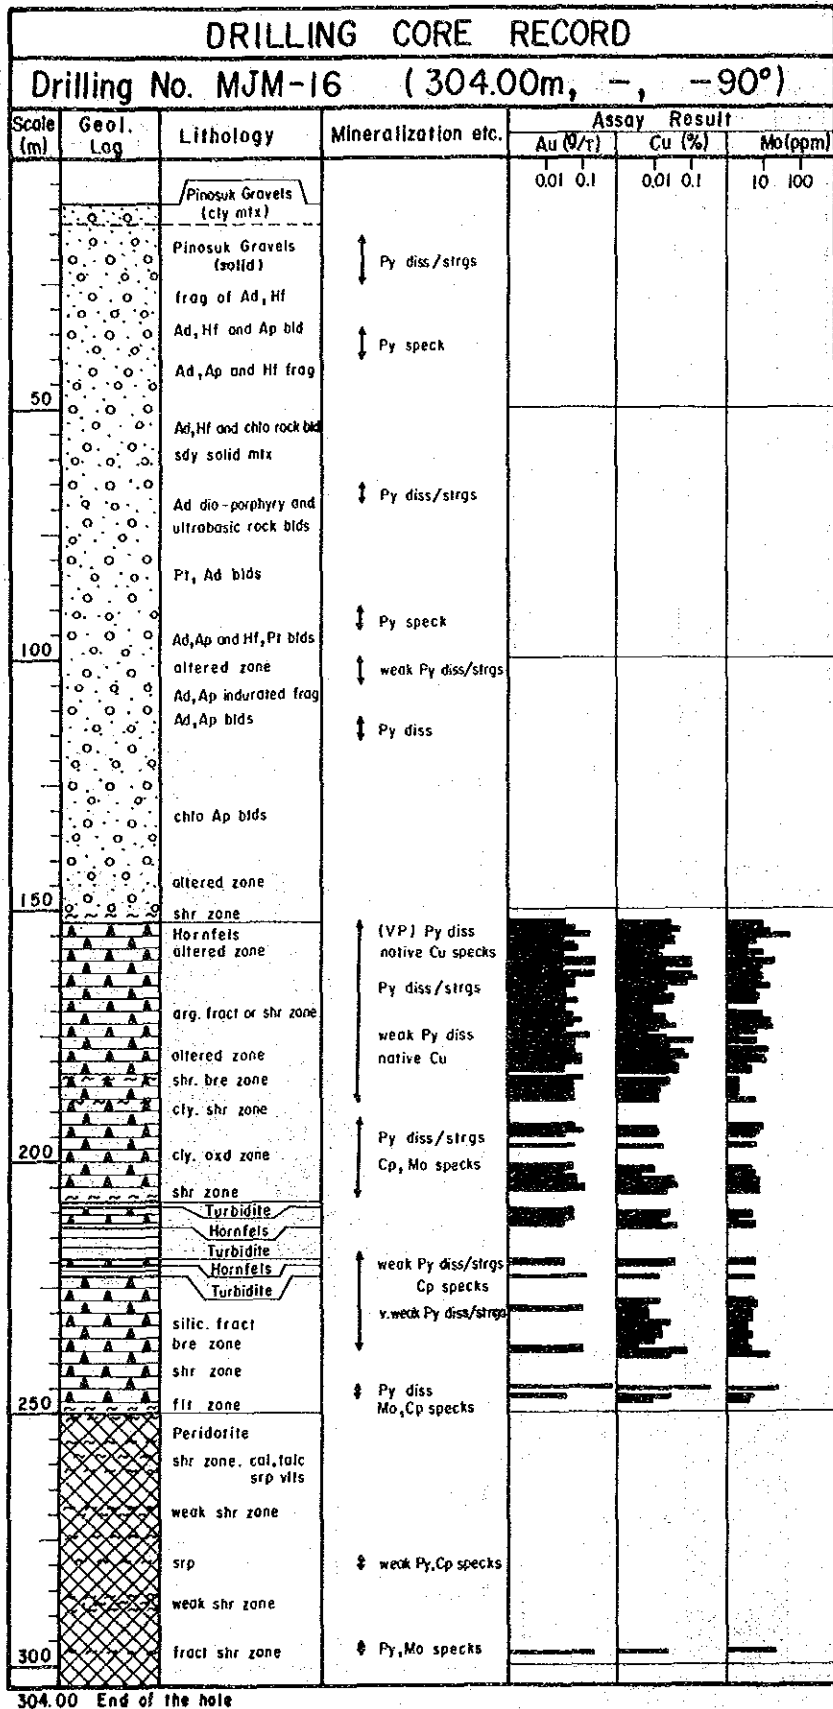 DRILLING CORE RECORD
Drilling No. MJM-16 (304.00m, -, -90°)
Scale (m)
Geol. Log
Lithology
Mineralization etc.
Assay Result
Au (g/T) Cu (%) Mo(ppm)
0.01 0.1 0.01 0.1 10 100
Pinosuk Gravels
(cly mtx)
Pinosuk Gravels
(solid)
Py diss/strgs
frag of Ad, Hf
Ad, Hf and Ap bld
Py speck
Ad, Ap and Hf frag
50
Ad, Hf and chlo rock bld
sdy solid mtx
Py diss/strgs
Ad dio-porphyry and
ultrabasic rock blds
Pt, Ad blds
Py speck
Ad, Ap and Hf, Pt blds
100
altered zone
weak Py diss/strgs
Ad, Ap indurated frag
Ad, Ap blds
Py diss
chlo Ap blds
altered zone
150
shr zone
Hornfels
(VP) Py diss
altered zone
native Cu specks
Py diss/strgs
arg. fract or shr zone
weak Py diss
altered zone
native Cu
shr. bre zone
cly. shr zone
Py diss/strgs
200
cly. oxd zone
Cp, Mo specks
shr zone
Turbidite
Hornfels
Turbidite
weak Py diss/strgs
Hornfels
Cp specks
Turbidite
v.weak Py diss/strgs
silic. fract
bre zone
shr zone
Py diss
250
flt zone
Mo, Cp specks
Peridotite
shr zone. cal, talc
srp vlts
weak shr zone
srp
weak Py, Cp specks
weak shr zone
300
fract shr zone
Py, Mo specks
304.00 End of the hole